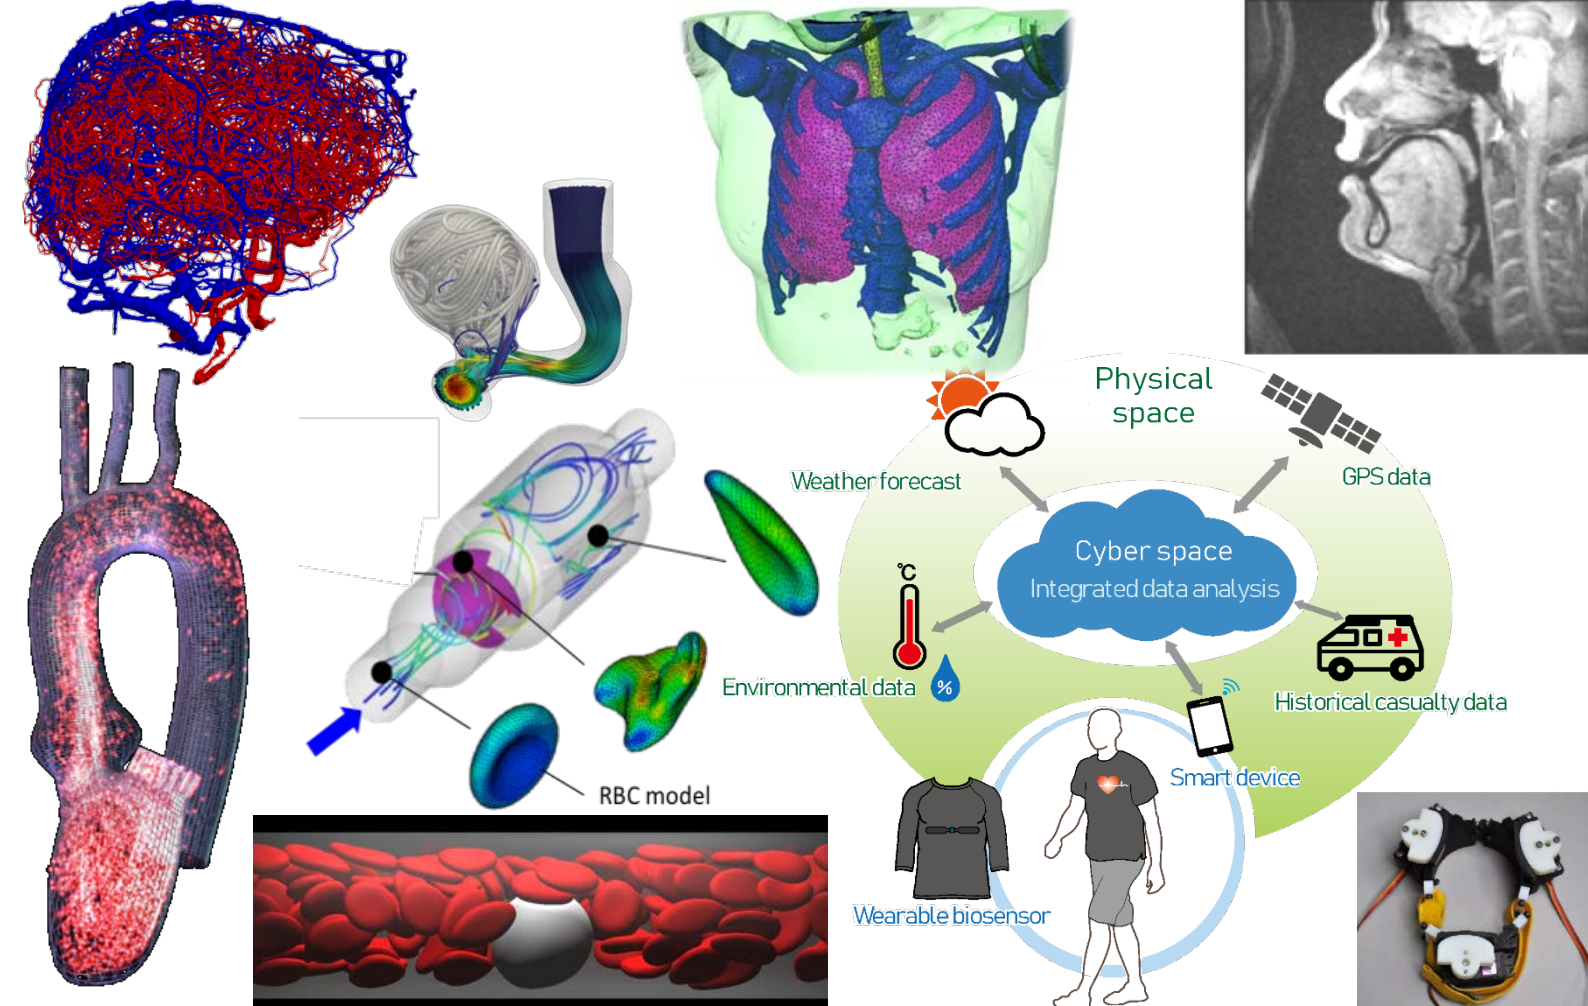 Physical
space
Weather forecast
GPS data
Cyber space
Integrated data analysis
℃
Environmental data
%
Historical casualty data
Smart device
RBC model
Wearable biosensor